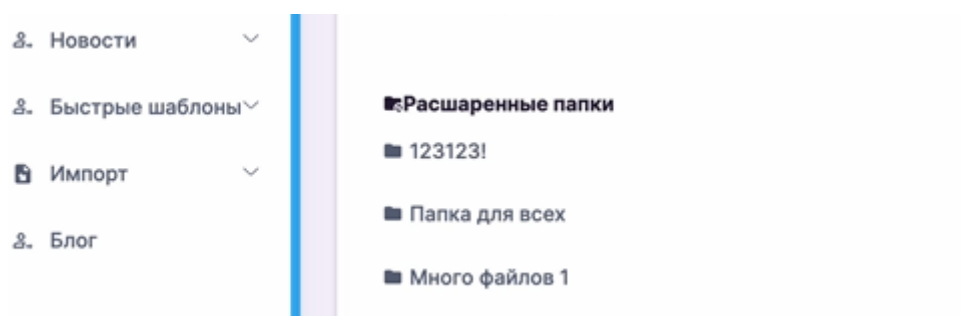 Новости
Быстрые шаблоны
Импорт
Блог
Расшаренные папки
123123!
Папка для всех
Много файлов 1